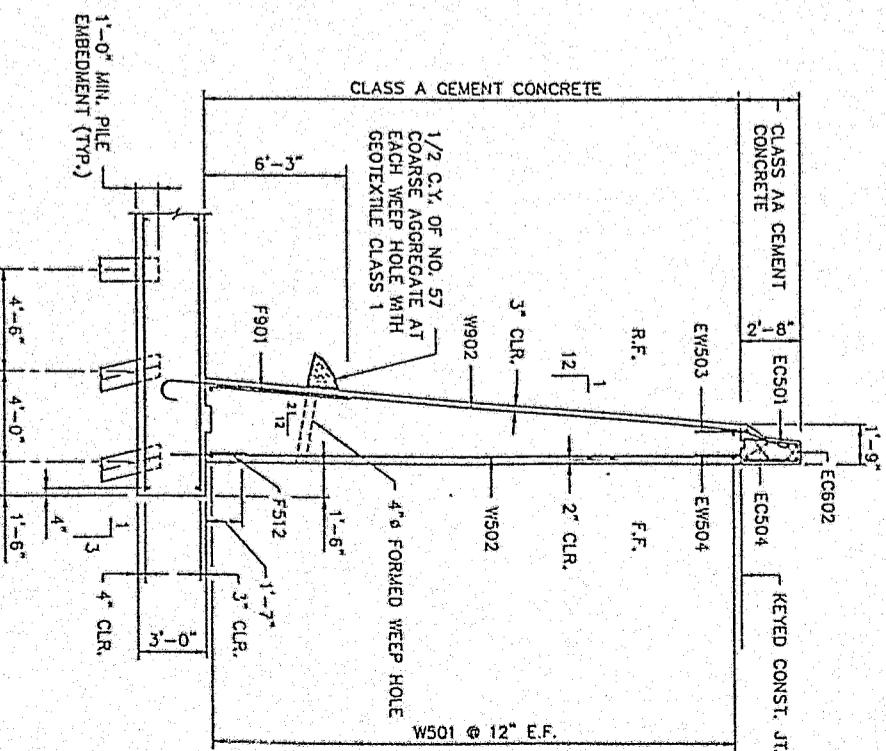 CLASS A CEMENT CONCRETE
CLASS AA CEMENT
CONCRETE
2'-8"
EC501
1'-9"
EC602
EC504
KEYED CONST. JT.
EW503
EW504
R.F.
F.F.
12
1
3" CLR.
2" CLR.
W902
W502
1/2 C.Y. OF NO. 57
COARSE AGGREGATE AT
EACH WEEP HOLE WITH
GEOTEXTILE CLASS 1
6'-3"
F901
12
4"ø FORMED WEEP HOLE
1'-6"
F512
1'-7"
W501 @ 12" E.F.
1'-0" MIN. PILE
EMBEDMENT (TYP.)
4'-6"
4'-0"
1'-6"
4"
1
3
3" CLR.
4" CLR.
3'-0"